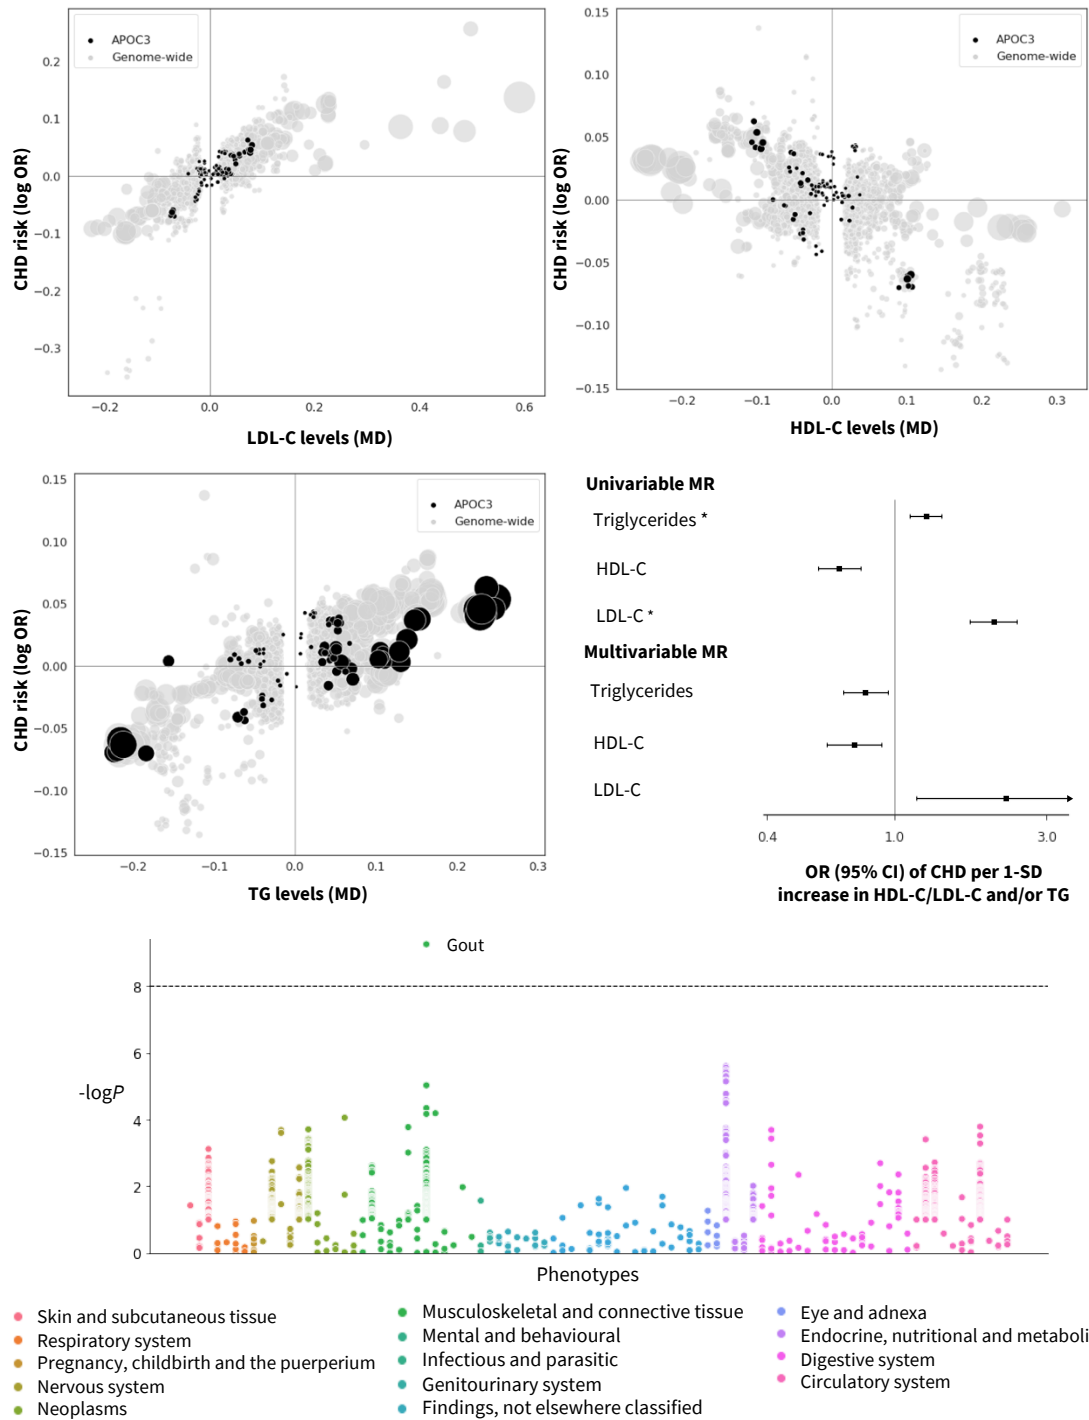 APOC3
Genome-wide
0.2
0.1
0.0
−0.1
−0.2
−0.3
CHD risk (log OR)
−0.2
0.0
0.2
0.4
0.6
LDL-C levels (MD)
APOC3
Genome-wide
0.15
0.10
0.05
0.00
−0.05
−0.10
−0.15
CHD risk (log OR)
−0.2
−0.1
0.0
0.1
0.2
0.3
HDL-C levels (MD)
APOC3
Genome-wide
0.15
0.10
0.05
0.00
−0.05
−0.10
−0.15
CHD risk (log OR)
−0.2
−0.1
0.0
0.1
0.2
0.3
TG levels (MD)
Univariable MR
Triglycerides *
HDL-C
LDL-C *
Multivariable MR
Triglycerides
HDL-C
LDL-C
0.4
1.0
3.0
OR (95% CI) of CHD per 1-SD
increase in HDL-C/LDL-C and/or TG
Gout
8
6
4
2
0
-logP
Phenotypes
Skin and subcutaneous tissue
Respiratory system
Pregnancy, childbirth and the puerperium
Nervous system
Neoplasms
Musculoskeletal and connective tissue
Mental and behavioural
Infectious and parasitic
Genitourinary system
Findings, not elsewhere classified
Eye and adnexa
Endocrine, nutritional and metaboli
Digestive system
Circulatory system